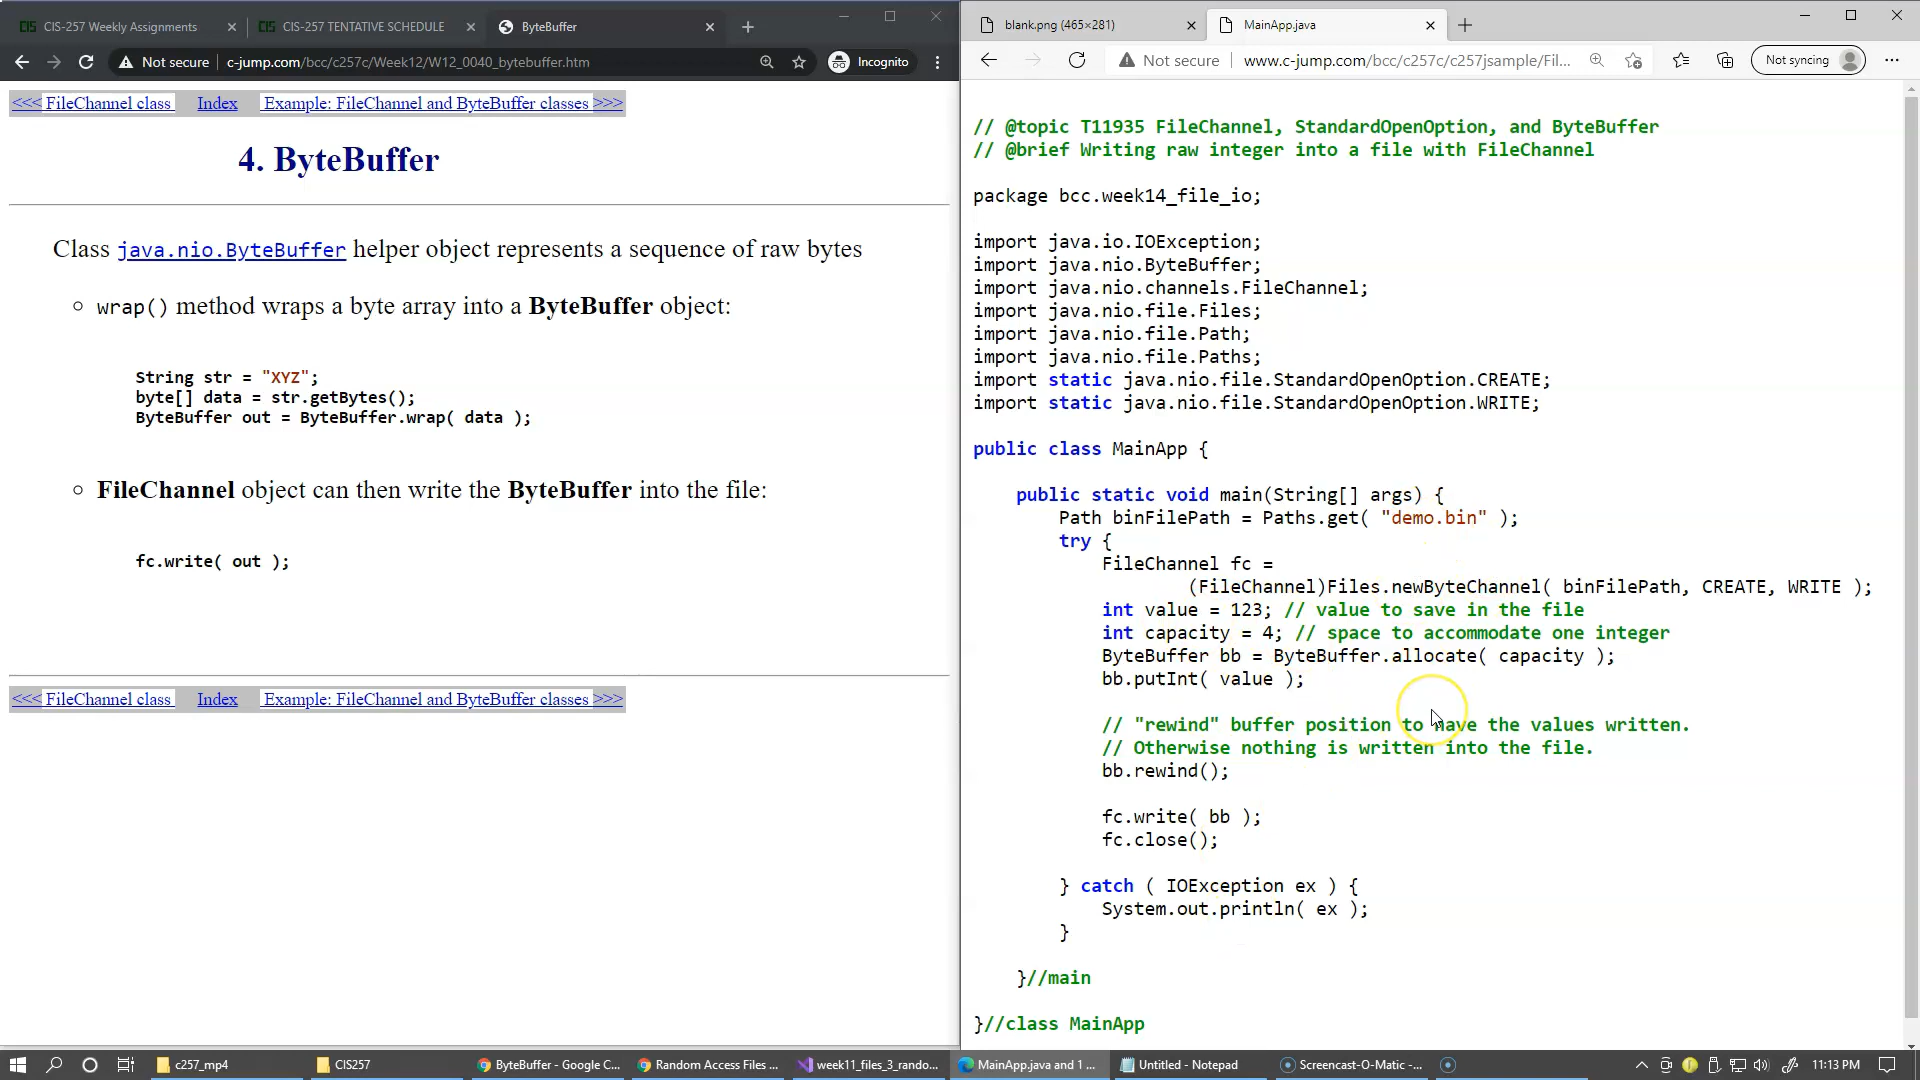 CIS-257 Weekly Assignments
CIS-257 TENTATIVE SCHEDULE
ByteBuffer
Not secure
c-jump.com/bcc/c257c/Week12/W12_0040_bytebuffer.htm
Incognito
<<< FileChannel class
Index
Example: FileChannel and ByteBuffer classes >>>
4. ByteBuffer
Class java.nio.ByteBuffer helper object represents a sequence of raw bytes
wrap() method wraps a byte array into a ByteBuffer object:
String str = "XYZ";
byte[] data = str.getBytes();
ByteBuffer out = ByteBuffer.wrap( data );
FileChannel object can then write the ByteBuffer into the file:
fc.write( out );
<<< FileChannel class
Index
Example: FileChannel and ByteBuffer classes >>>
blank.png (465×281)
MainApp.java
Not secure
www.c-jump.com/bcc/c257c/c257jsample/Fil...
Not syncing
// @topic T11935 FileChannel, StandardOpenOption, and ByteBuffer
// @brief Writing raw integer into a file with FileChannel
package bcc.week14_file_io;
import java.io.IOException;
import java.nio.ByteBuffer;
import java.nio.channels.FileChannel;
import java.nio.file.Files;
import java.nio.file.Path;
import java.nio.file.Paths;
import static java.nio.file.StandardOpenOption.CREATE;
import static java.nio.file.StandardOpenOption.WRITE;
public class MainApp {
public static void main(String[] args) {
Path binFilePath = Paths.get( "demo.bin" );
try {
FileChannel fc =
(FileChannel)Files.newByteChannel( binFilePath, CREATE, WRITE );
int value = 123; // value to save in the file
int capacity = 4; // space to accommodate one integer
ByteBuffer bb = ByteBuffer.allocate( capacity );
bb.putInt( value );
// "rewind" buffer position to have the values written.
// Otherwise nothing is written into the file.
bb.rewind();
fc.write( bb );
fc.close();
} catch ( IOException ex ) {
System.out.println( ex );
}
}//main
}//class MainApp
c257_mp4
CIS257
ByteBuffer - Google C...
Random Access Files ...
week11_files_3_rando...
MainApp.java and 1 ...
Untitled - Notepad
Screencast-O-Matic -...
11:13 PM